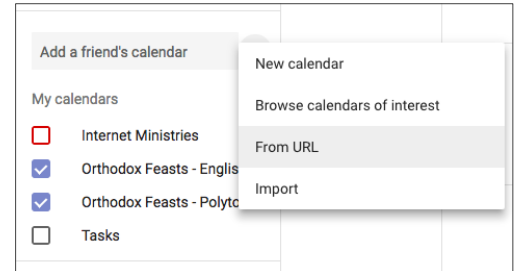 Add a friend's calendar
My calendars
Internet Ministries
Orthodox Feasts - Englis
Orthodox Feasts - Polyto
Tasks
New calendar
Browse calendars of interest
From URL
Import